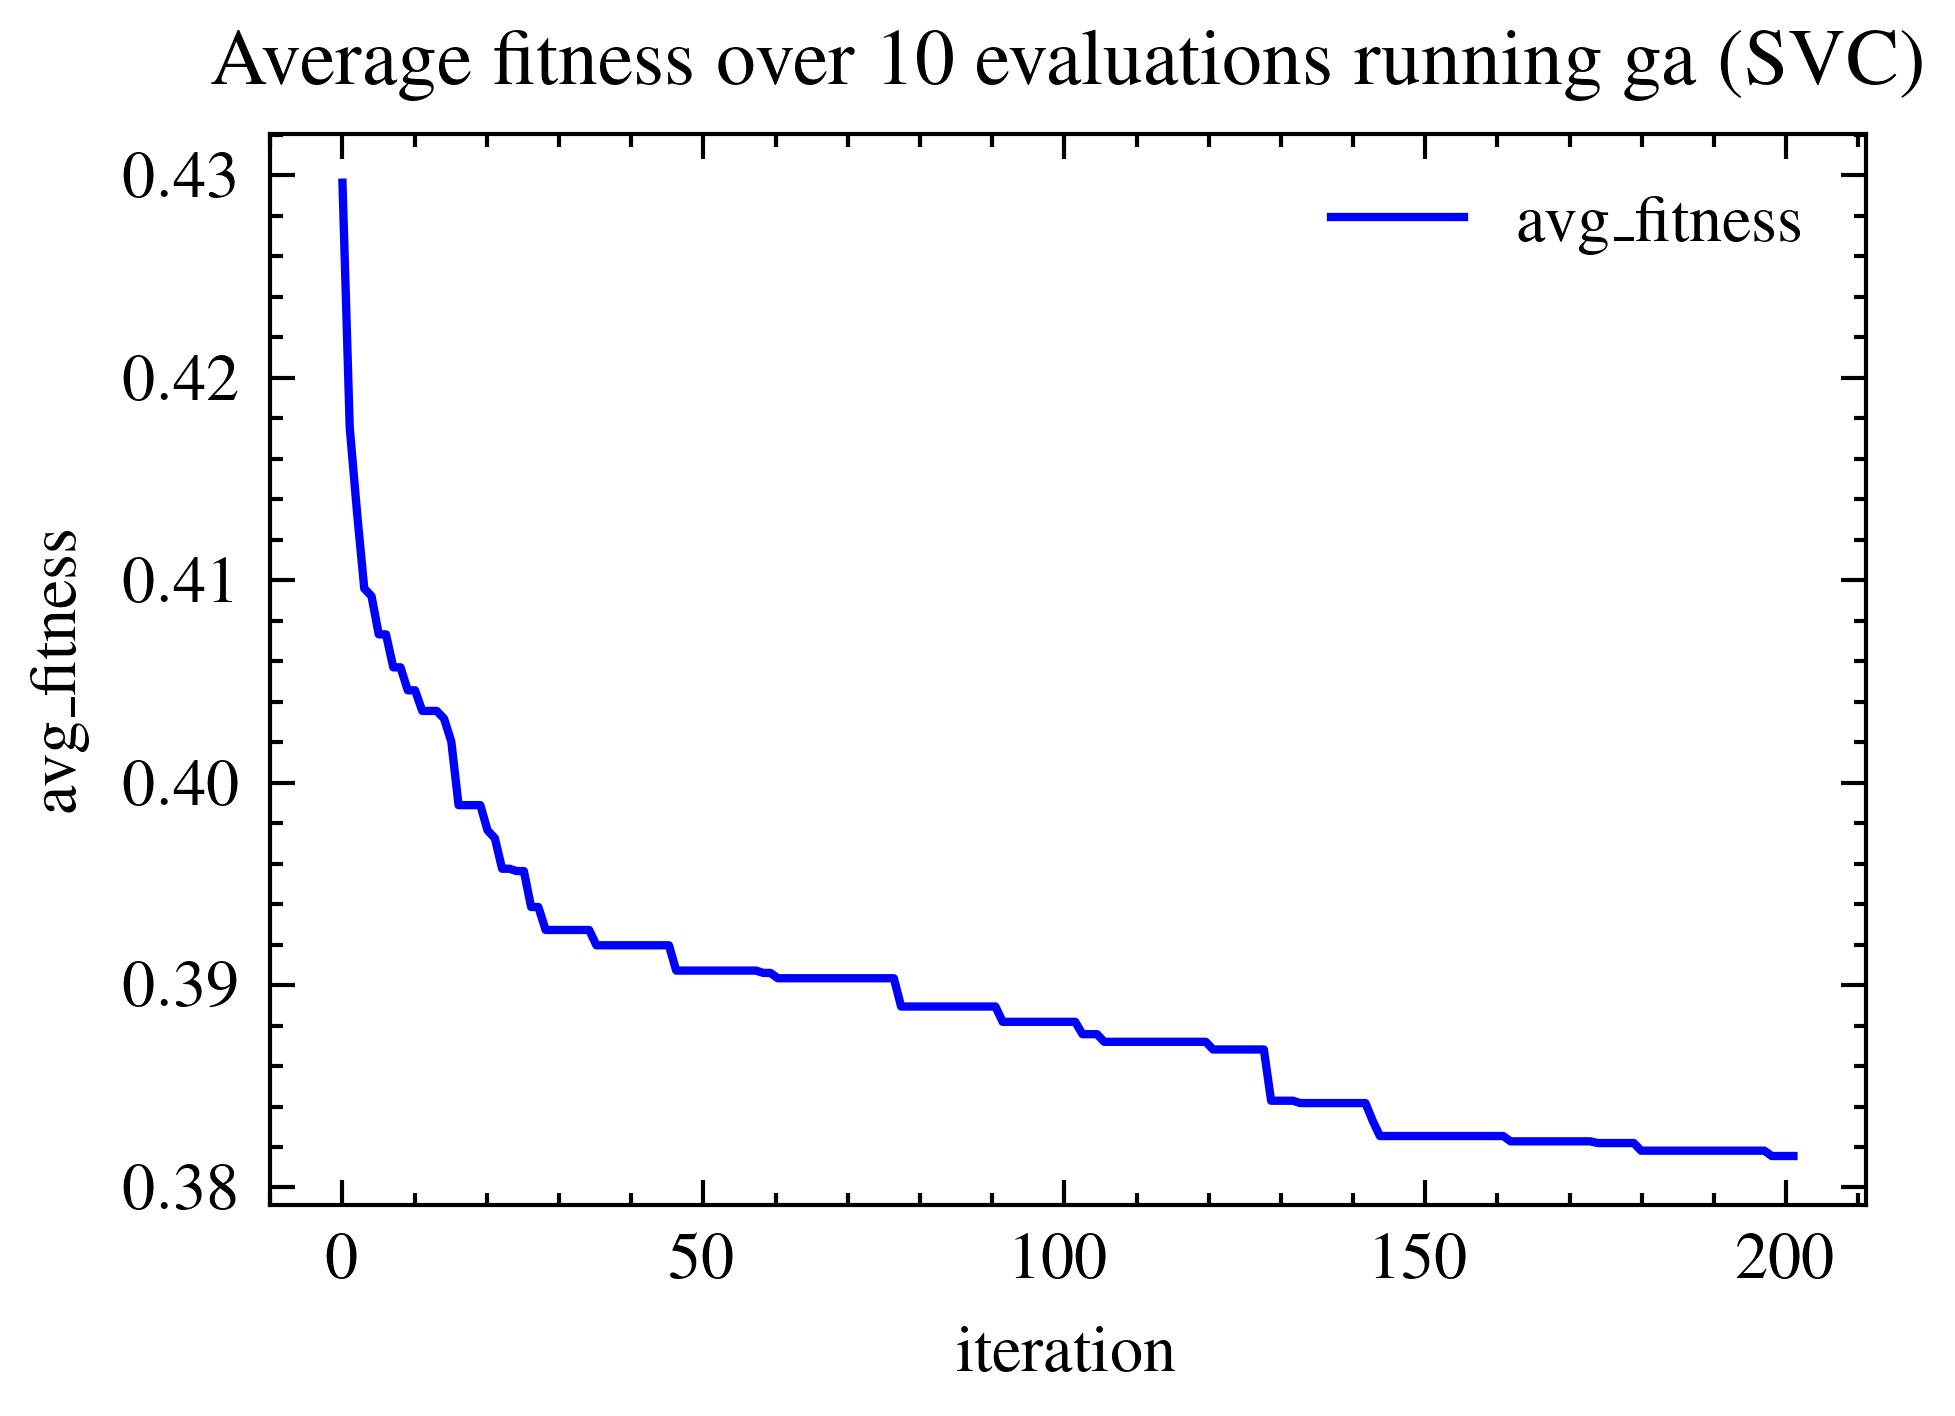 Average fitness over 10 evaluations running ga (SVC)
avg_fitness
0.43
0.42
0.41
0.40
0.39
0.38
avg_fitness
0 50 100 150 200
iteration